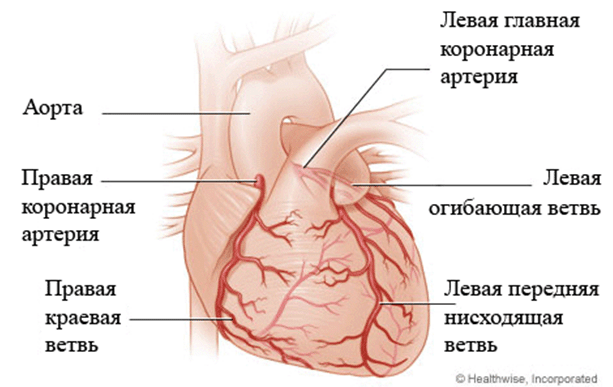 Левая главная
коронарная
артерия
Аорта
Правая
коронарная
артерия
Левая
огибающая ветвь
Правая
краевая
ветвь
Левая передняя
нисходящая
ветвь
© Healthwise, Incorporated